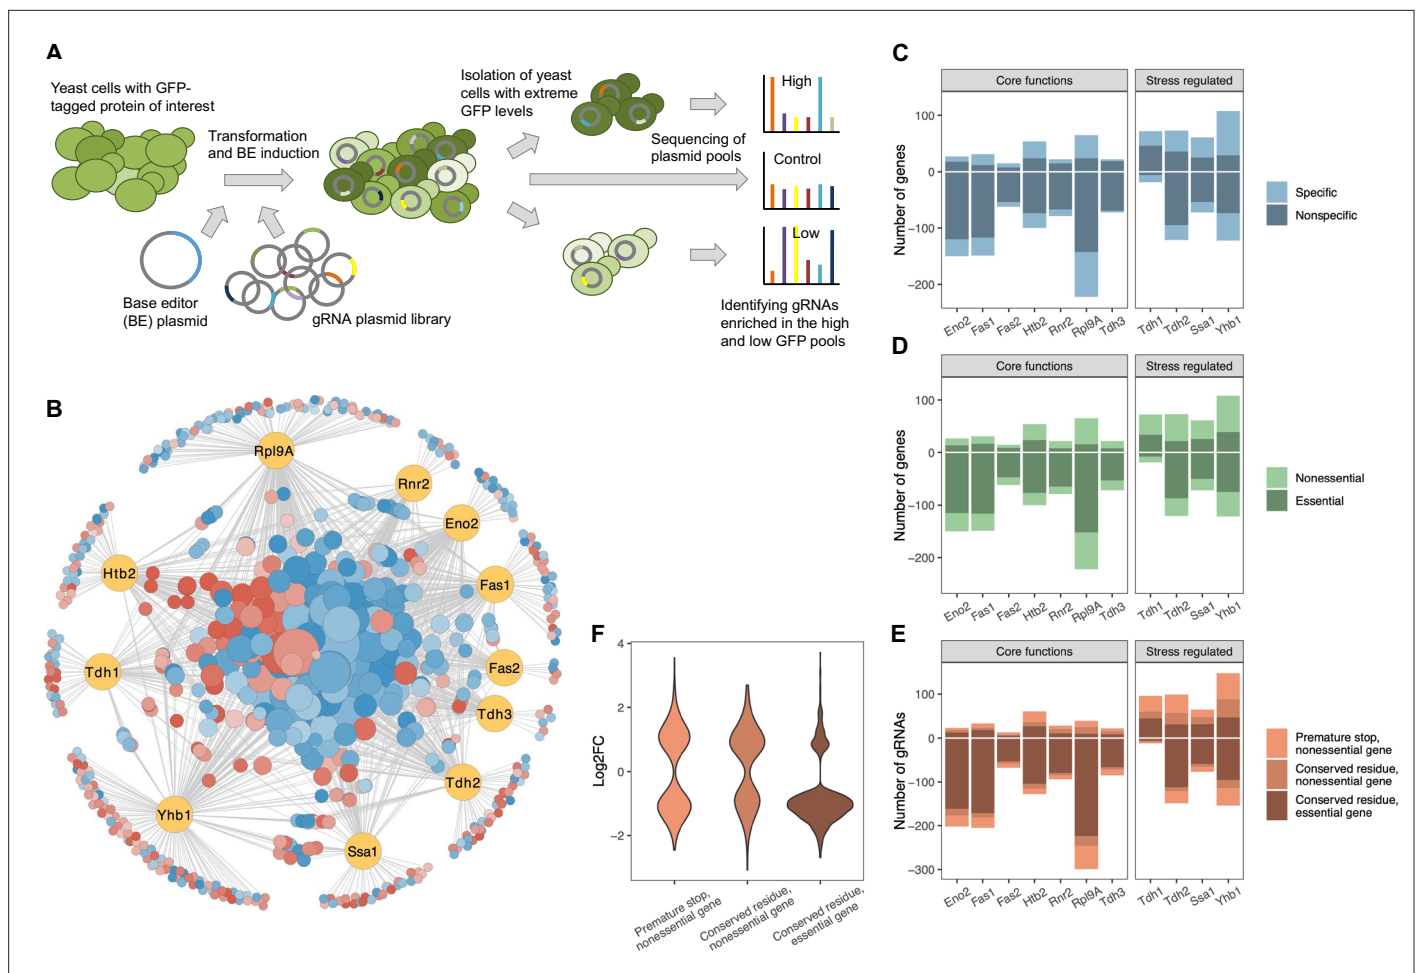 A
Yeast cells with GFP-
tagged protein of interest
Transformation
and BE induction
Base editor
(BE) plasmid
gRNA plasmid library
Isolation of yeast
cells with extreme
GFP levels
Sequencing of
plasmid pools
High
Control
Low
Identifying gRNAs
enriched in the high
and low GFP pools
B
Rpl9A
Rnr2
Eno2
Htb2
Fas1
Tdh1
Fas2
Tdh3
Tdh2
Yhb1
Ssa1
C
Core functions
Stress regulated
Number of genes
100
0
−100
−200
Eno2
Fas1
Fas2
Htb2
Rnr2
Rpl9A
Tdh3
Tdh1
Tdh2
Ssa1
Yhb1
Specific
Nonspecific
D
Core functions
Stress regulated
Number of genes
100
0
−100
−200
Eno2
Fas1
Fas2
Htb2
Rnr2
Rpl9A
Tdh3
Tdh1
Tdh2
Ssa1
Yhb1
Nonessential
Essential
E
Core functions
Stress regulated
Number of gRNAs
100
0
−100
−200
−300
Eno2
Fas1
Fas2
Htb2
Rnr2
Rpl9A
Tdh3
Tdh1
Tdh2
Ssa1
Yhb1
Premature stop,
nonessential gene
Conserved residue,
nonessential gene
Conserved residue,
essential gene
F
Log2FC
4
2
0
−2
Premature stop,
nonessential gene
Conserved residue,
nonessential gene
Conserved residue,
essential gene